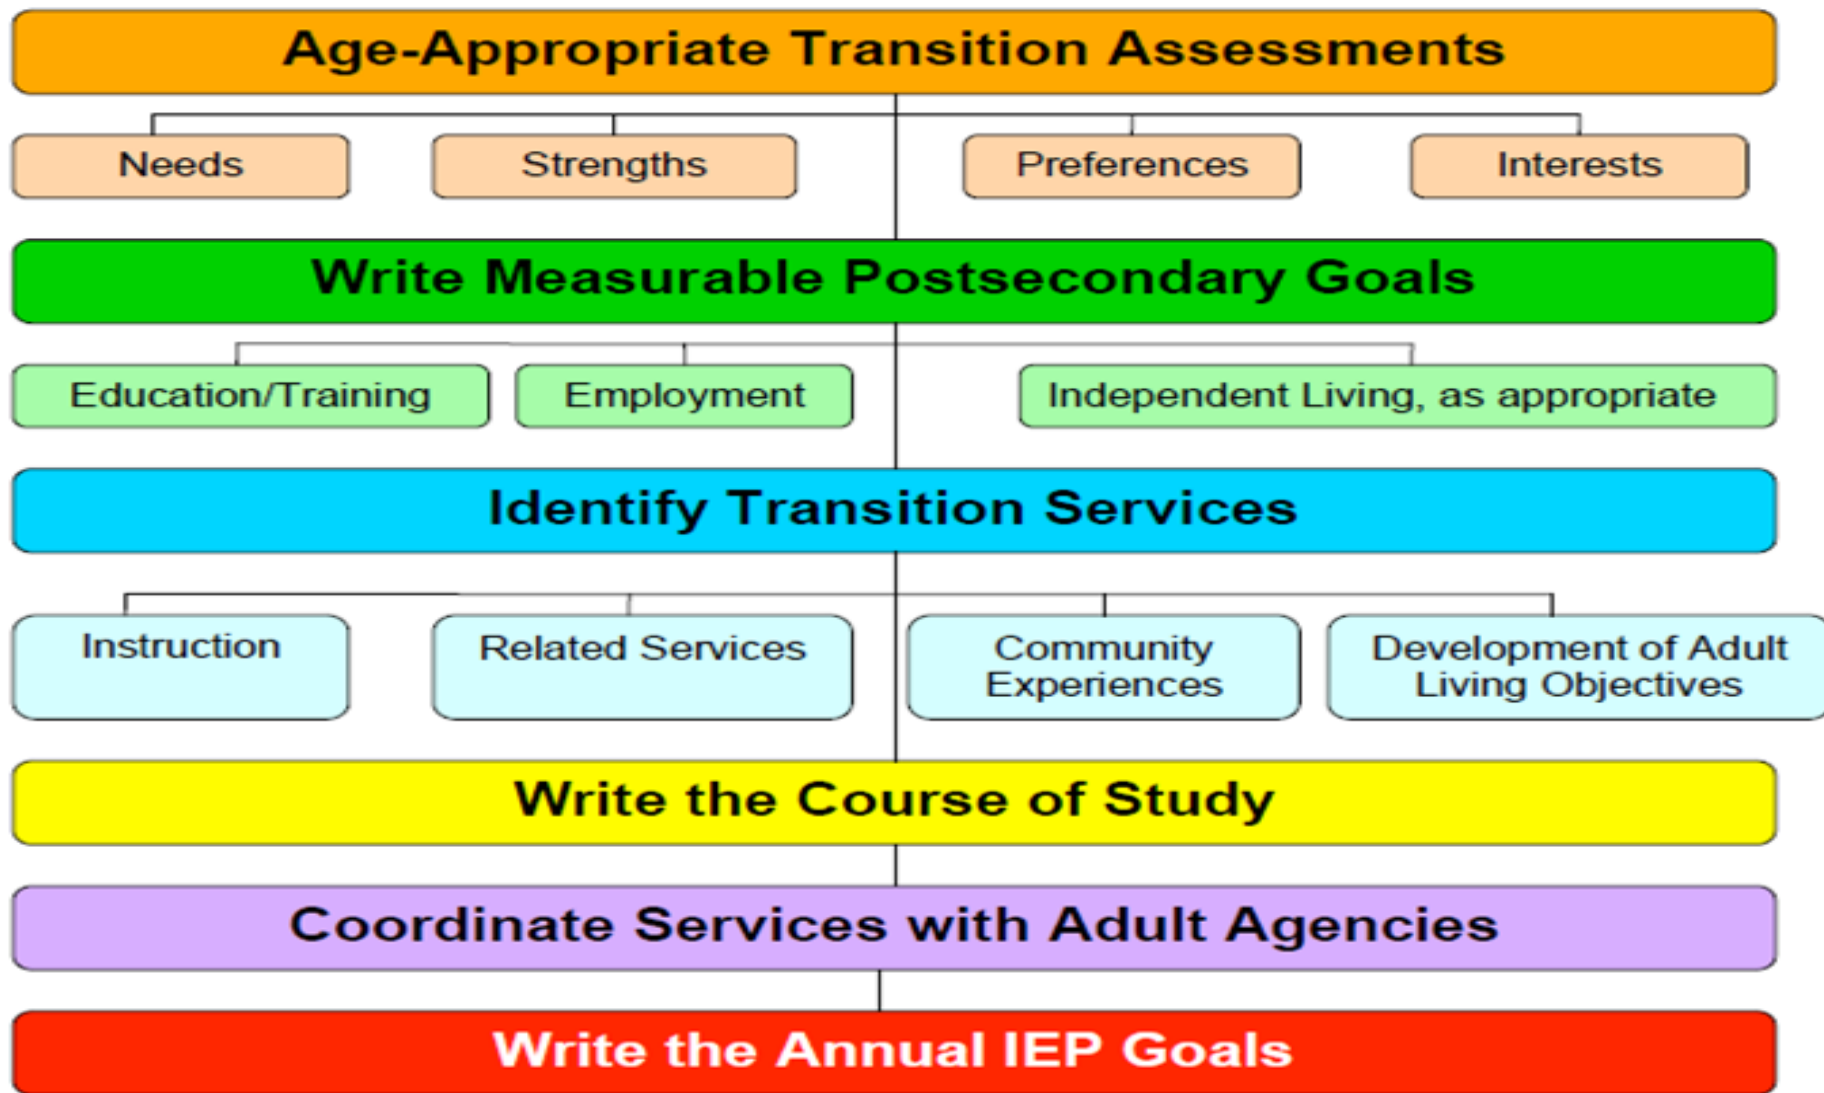 Age-Appropriate Transition Assessments
Needs
Strengths
Preferences
Interests
Write Measurable Postsecondary Goals
Education/Training
Employment
Independent Living, as appropriate
Identify Transition Services
Instruction
Related Services
Community
Experiences
Development of Adult
Living Objectives
Write the Course of Study
Coordinate Services with Adult Agencies
Write the Annual IEP Goals